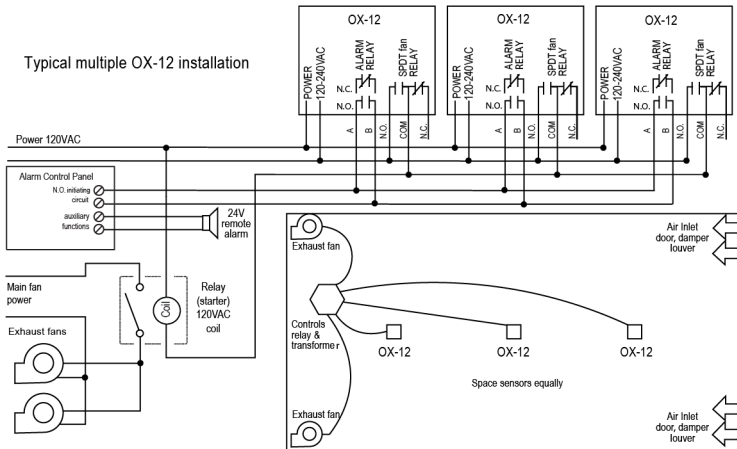 Typical multiple OX-12 installation
OX-12
POWER
120-240VAC
ALARM
RELAY
N.C.
N.O.
SPDT fan
RELAY
A
B
N.O.
COM
N.C.
OX-12
POWER
120-240VAC
ALARM
RELAY
N.C.
N.O.
SPDT fan
RELAY
A
B
N.O.
COM
N.C.
OX-12
POWER
120-240VAC
ALARM
RELAY
N.C.
N.O.
SPDT fan
RELAY
A
B
N.O.
COM
N.C.
Power 120VAC
Alarm Control Panel
N.O. initiating
circuit
auxiliary
functions
24V
remote
alarm
Main fan
power
Coil
Relay
(starter)
120VAC
coil
Exhaust fans
Exhaust fan
Air Inlet
door, damper
louver
Controls
relay &
transformer
OX-12
OX-12
OX-12
Space sensors equally
Exhaust fan
Air Inlet
door, damper
louver